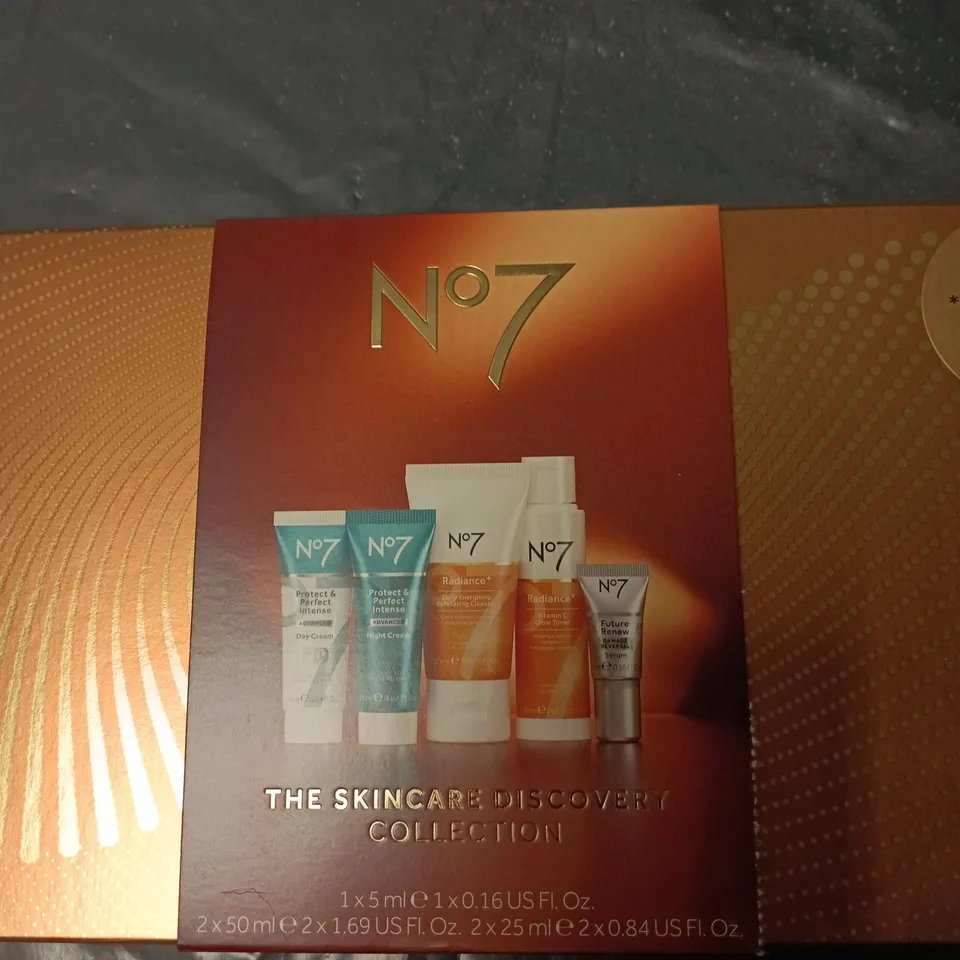 *
No7
No7
Protect &
Perfect
Intense
ADVANCED
Day Cream
No7
Protect &
Perfect
Intense
ADVANCED
Night Cream
No7
Radiance+
Daily Energising
Exfoliating Cleanser
No7
Radiance+
Vitamin C
Glow Toner
No7
Future
Renew
DAMAGE
REVERSAL
Serum
THE SKINCARE DISCOVERY
COLLECTION
1 x 5 ml ℮ 1 x 0.16 US Fl. Oz.
2 x 50 ml ℮ 2 x 1.69 US Fl. Oz. 2 x 25 ml ℮ 2 x 0.84 US Fl. Oz.